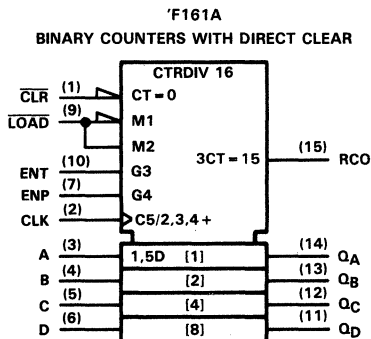 'F161A
BINARY COUNTERS WITH DIRECT CLEAR
CTRDIV 16
CLR (1) CT = 0
LOAD (9) M1
M2
3CT = 15 (15) RCO
ENT (10) G3
ENP (7) G4
CLK (2) C5/2,3,4 +
A (3) 1,5D [1] (14) QA
B (4) [2] (13) QB
C (5) [4] (12) QC
D (6) [8] (11) QD